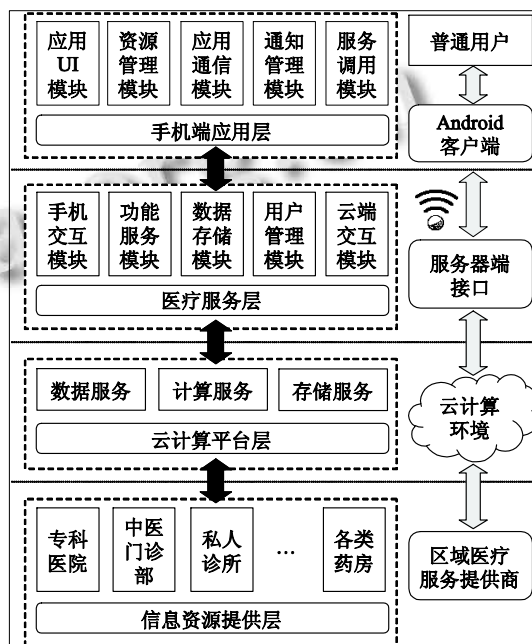 应用
UI
模块
资源
管理
模块
应用
通信
模块
通知
管理
模块
服务
调用
模块
手机端应用层
普通用户
Android
客户端
手机
交互
模块
功能
服务
模块
数据
存储
模块
用户
管理
模块
云端
交互
模块
医疗服务层
服务器端
接口
数据服务
计算服务
存储服务
云计算平台层
云计算
环境
专科
医院
中医
门诊
部
私人
诊所
…
各类
药房
信息资源提供层
区域医疗
服务提供商